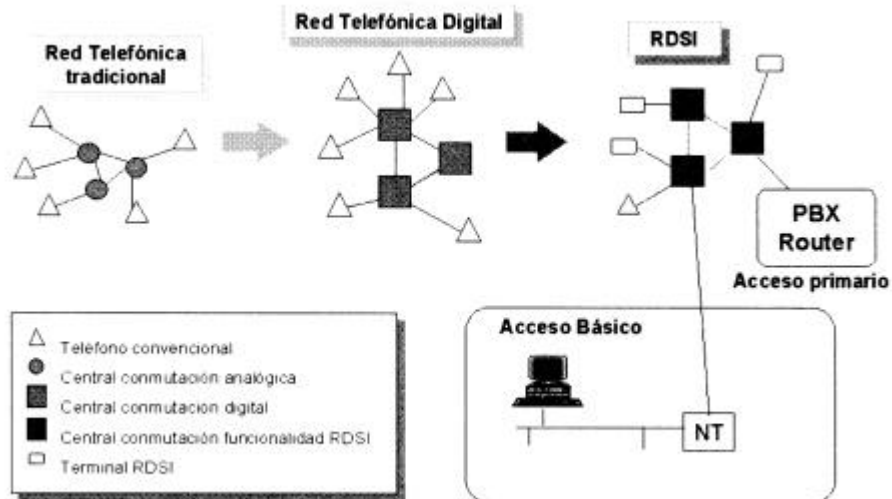 Red Telefónica
tradicional
Red Telefónica Digital
RDSI
PBX
Router
Acceso primario
Acceso Básico
NT
Teléfono convencional
Central conmutación analógica
Central conmutacion digital
Central conmutación funcionalidad RDSI
Terminal RDSI